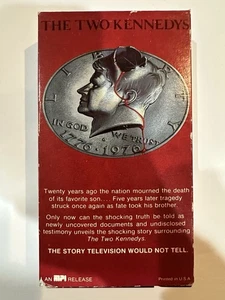 THE TWO KENNEDYS
LIBERTY
IN GOD WE TRUST
1776-1976
Twenty years ago the nation mourned the death
of its favorite son. . . . Five years later tragedy
struck once again as fate took his brother.
Only now can the shocking truth be told as
newly uncovered documents and undisclosed
testimony unveils the shocking story surrounding
The Two Kennedys.
THE STORY TELEVISION WOULD NOT TELL.
AN MPI RELEASE
Printed in U.S.A.